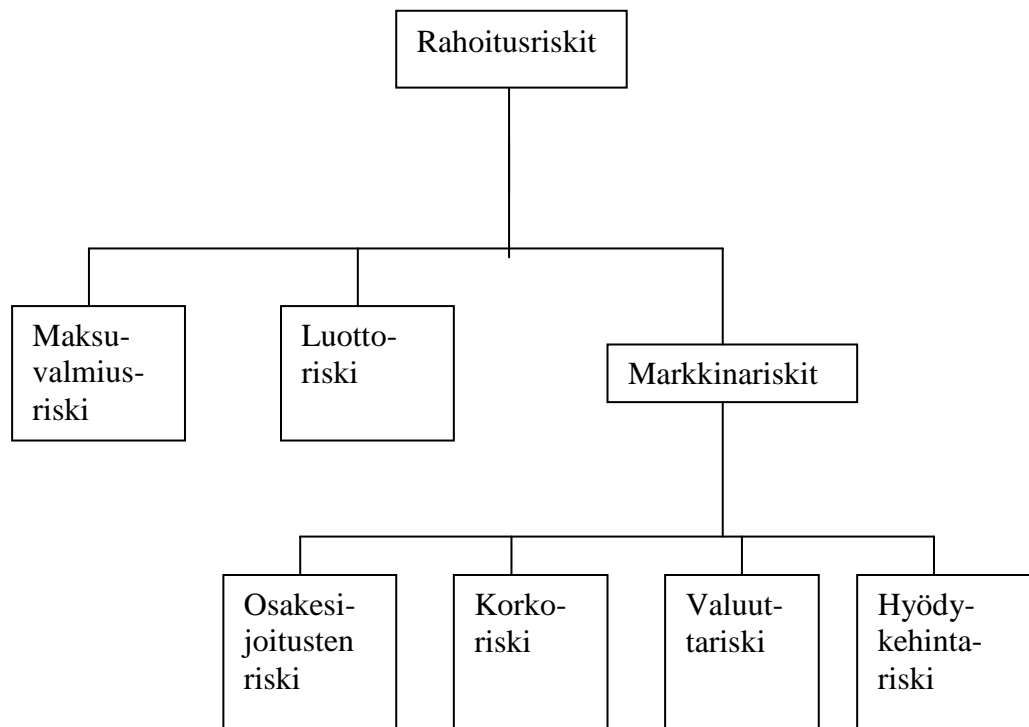 Rahoitusriskit
Maksu-
valmius-
riski
Luotto-
riski
Markkinariskit
Osakesi-
joitusten
riski
Korko-
riski
Valuut-
tariski
Hyödy-
kehinta-
riski